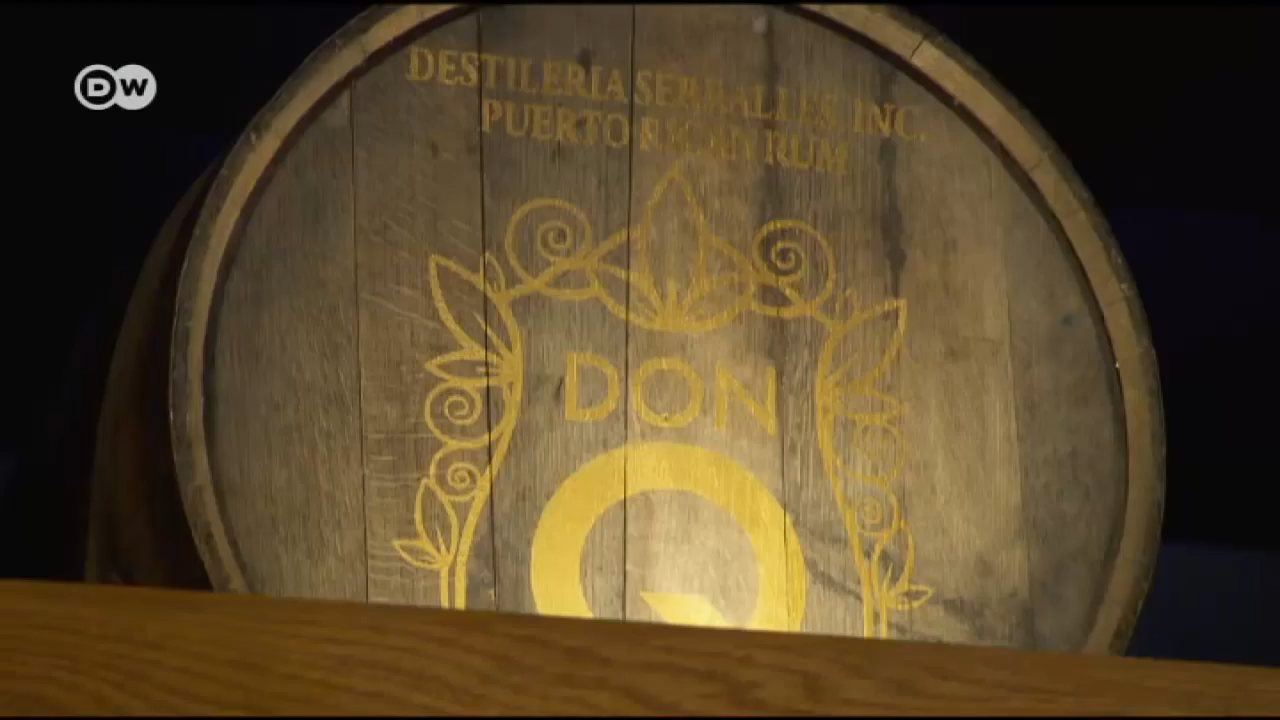 DW
DESTILERIA SERRALLES, INC.
PUERTO RICAN RUM
DON
Q